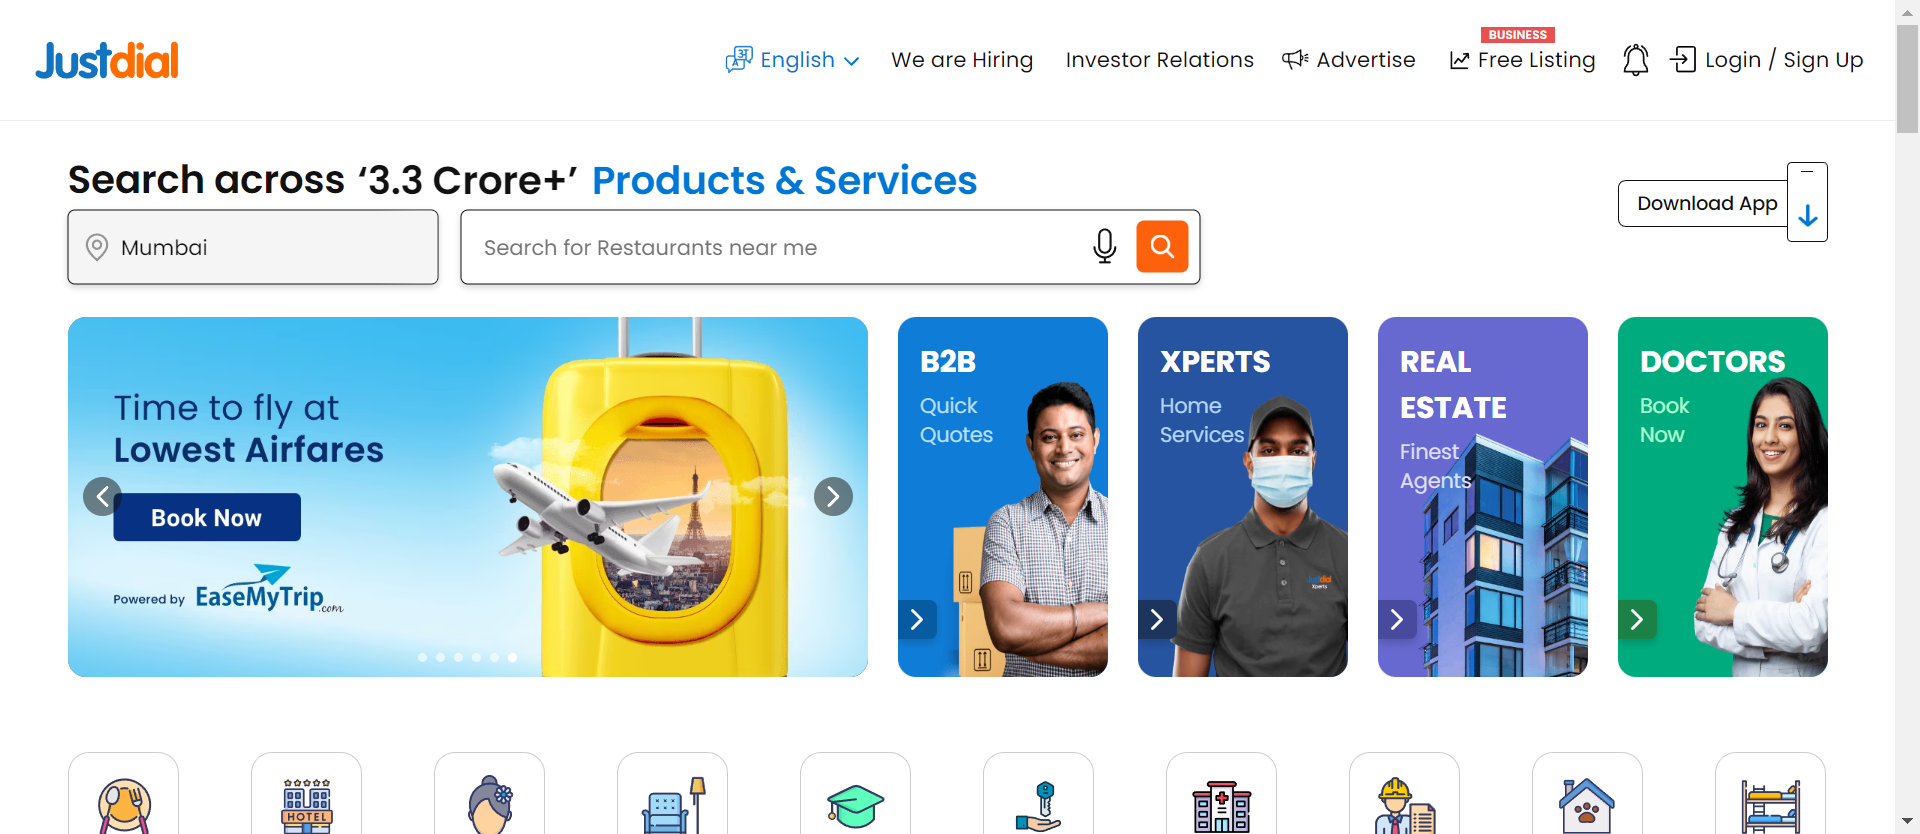 Justdial
English
We are Hiring
Investor Relations
Advertise
BUSINESS
Free Listing
Login / Sign Up
Search across ‘3.3 Crore+’ Products & Services
Download App
Mumbai
Search for Restaurants near me
Time to fly at
Lowest Airfares
Book Now
Powered by EaseMyTrip.com
B2B
Quick
Quotes
XPERTS
Home
Services
Justdial
Xperts
REAL
ESTATE
Finest
Agents
DOCTORS
Book
Now
HOTEL